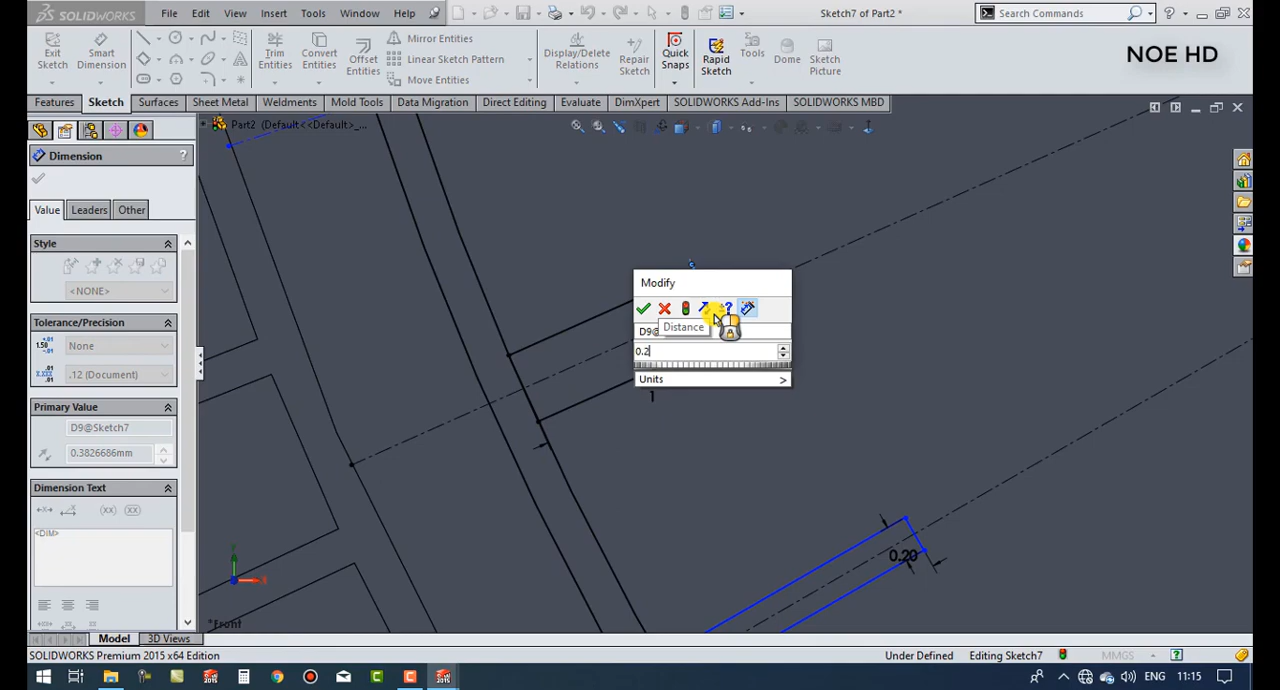 SOLIDWORKS
File Edit View Insert Tools Window Help
Sketch7 of Part2 *
Search Commands
NOE HD
Exit Sketch
Smart Dimension
Trim Entities
Convert Entities
Offset Entities
Mirror Entities
Linear Sketch Pattern
Move Entities
Display/Delete Relations
Repair Sketch
Quick Snaps
Rapid Sketch
Tools
Dome
Sketch Picture
Features Sketch Surfaces Sheet Metal Weldments Mold Tools Data Migration Direct Editing Evaluate DimXpert SOLIDWORKS Add-Ins SOLIDWORKS MBD
Part2 (Default<<Default>_...
Dimension ?
Value Leaders Other
Style
<NONE>
Tolerance/Precision
None
.12 (Document)
Primary Value
D9@Sketch7
0.3826686mm
Dimension Text
<DIM>
Modify
D9@
Distance
0.2
Units >
1
0.20
*Front
Model 3D Views
SOLIDWORKS Premium 2015 x64 Edition
Under Defined Editing Sketch7 MMGS
ENG 11:15